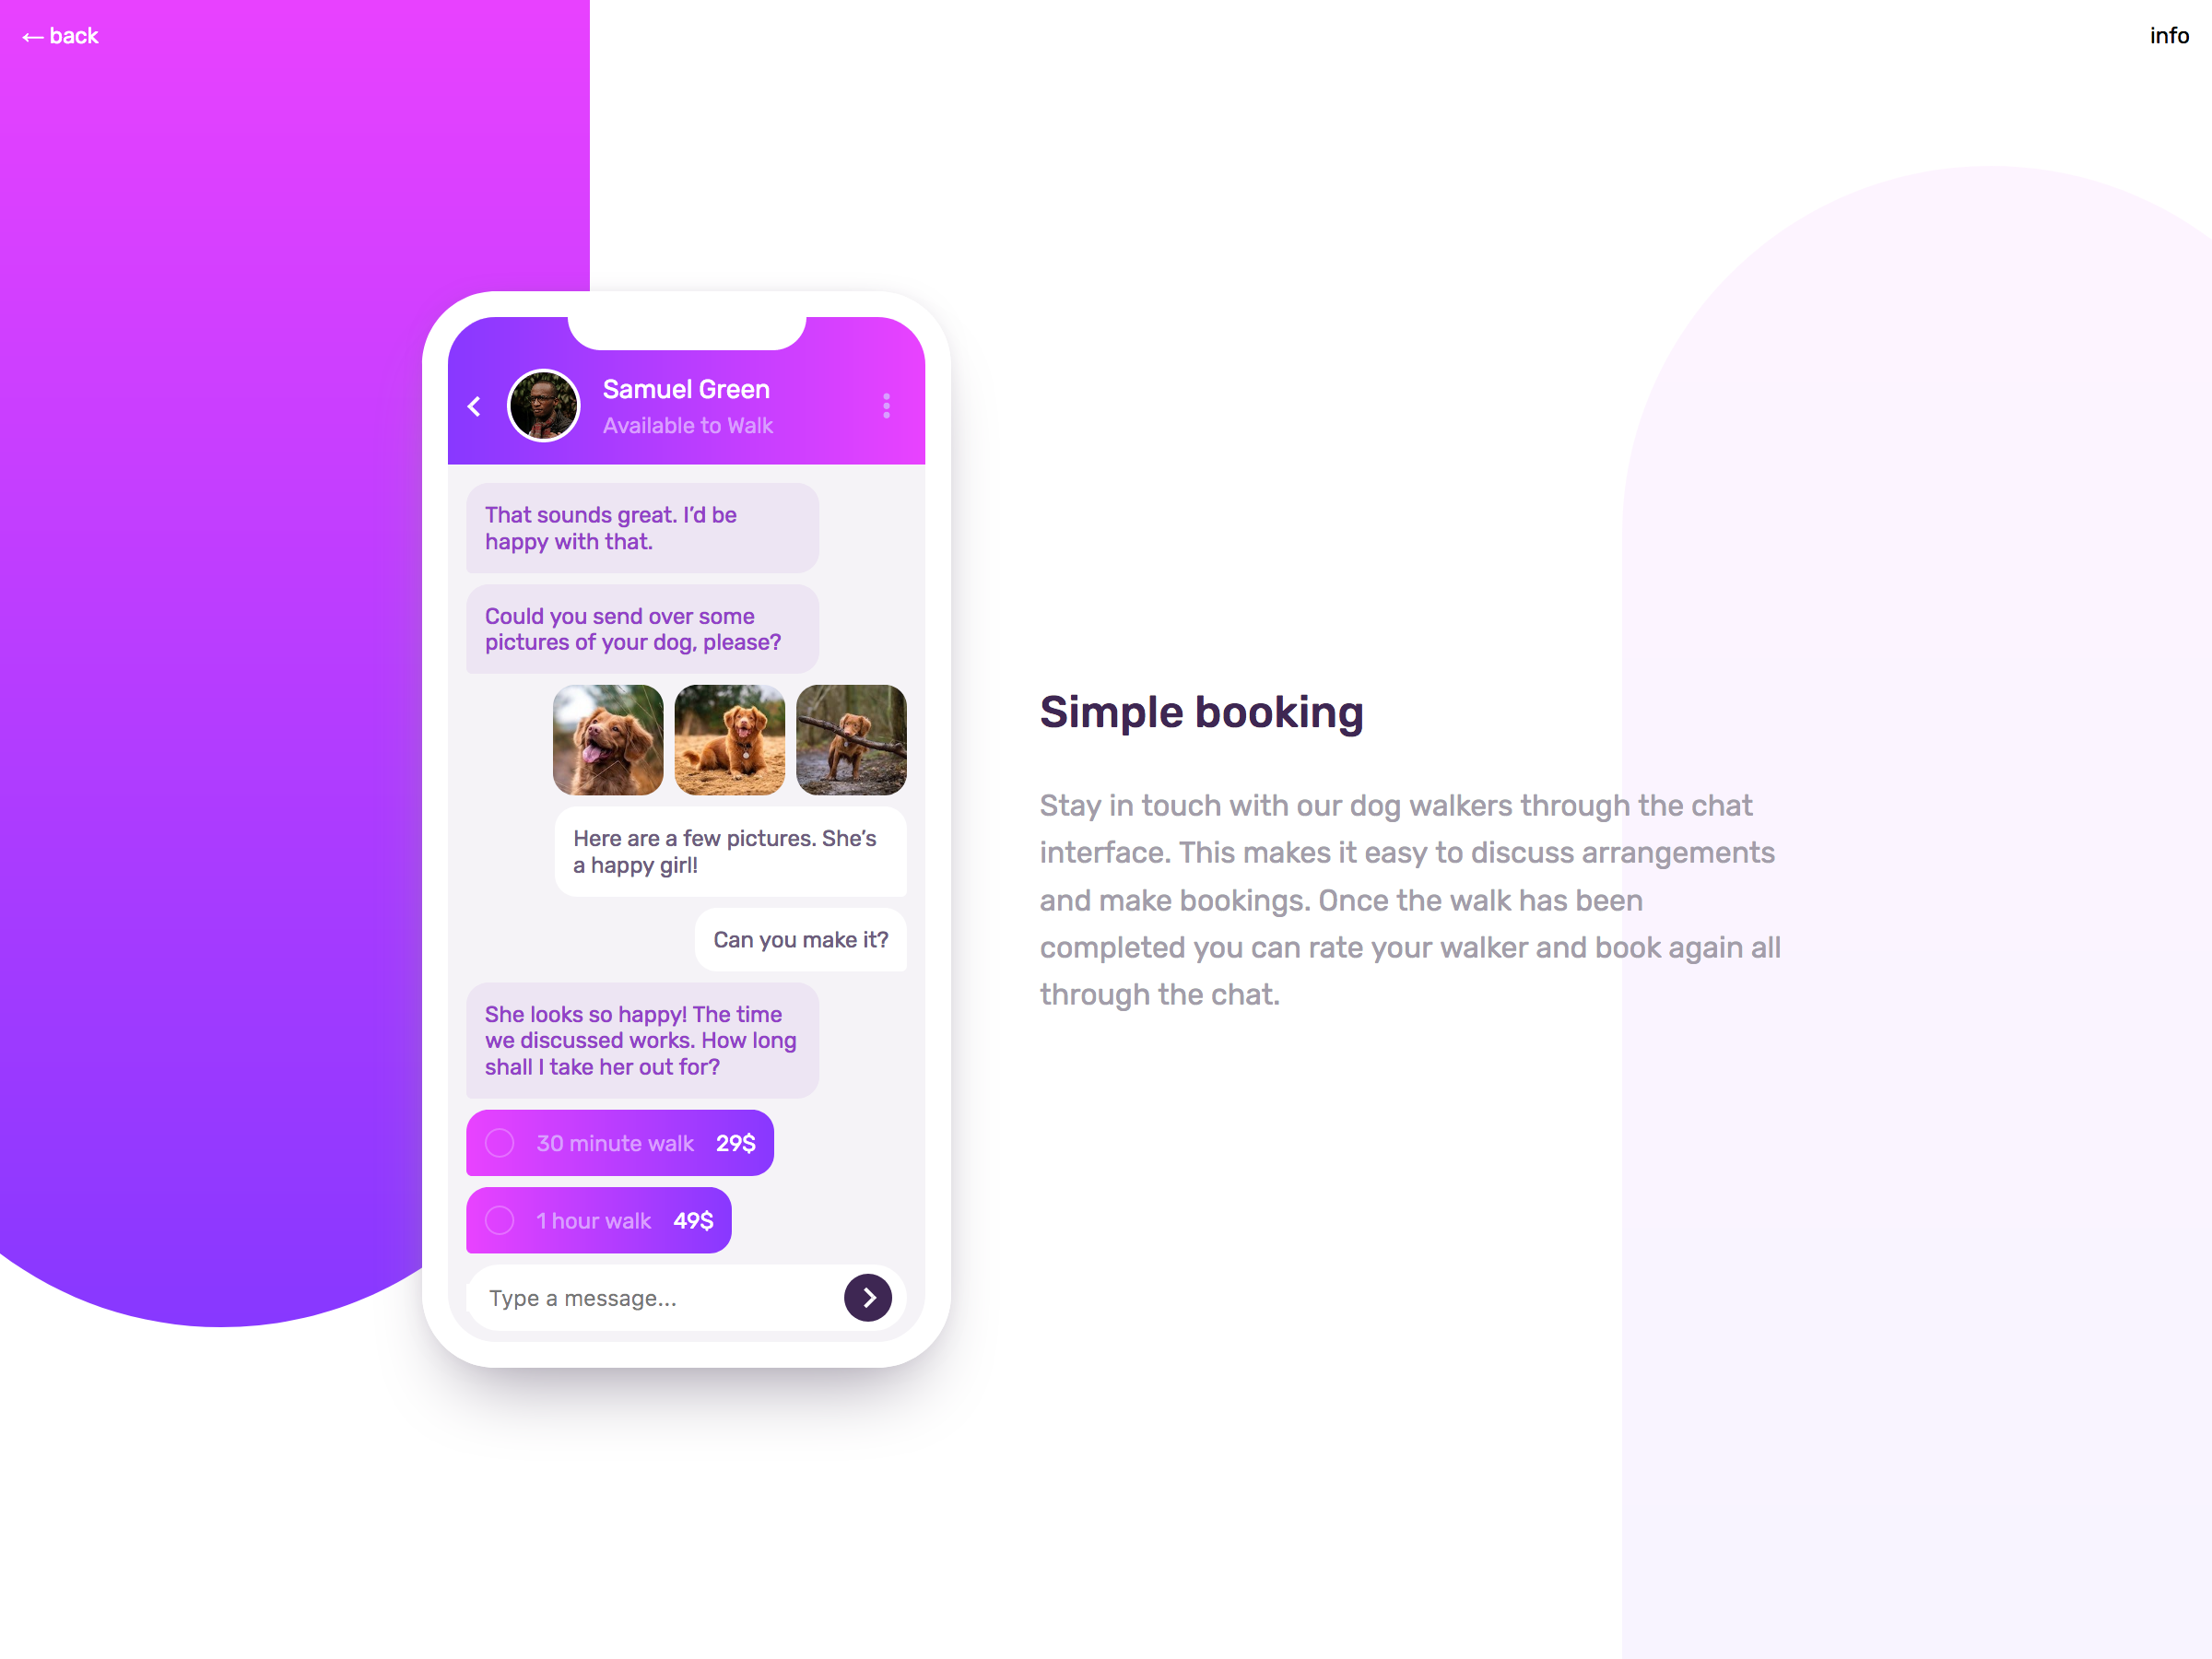 ← back
info
Samuel Green
Available to Walk
That sounds great. I’d be
happy with that.
Could you send over some
pictures of your dog, please?
Here are a few pictures. She’s
a happy girl!
Can you make it?
She looks so happy! The time
we discussed works. How long
shall I take her out for?
30 minute walk 29$
1 hour walk 49$
Type a message...
Simple booking
Stay in touch with our dog walkers through the chat
interface. This makes it easy to discuss arrangements
and make bookings. Once the walk has been
completed you can rate your walker and book again all
through the chat.